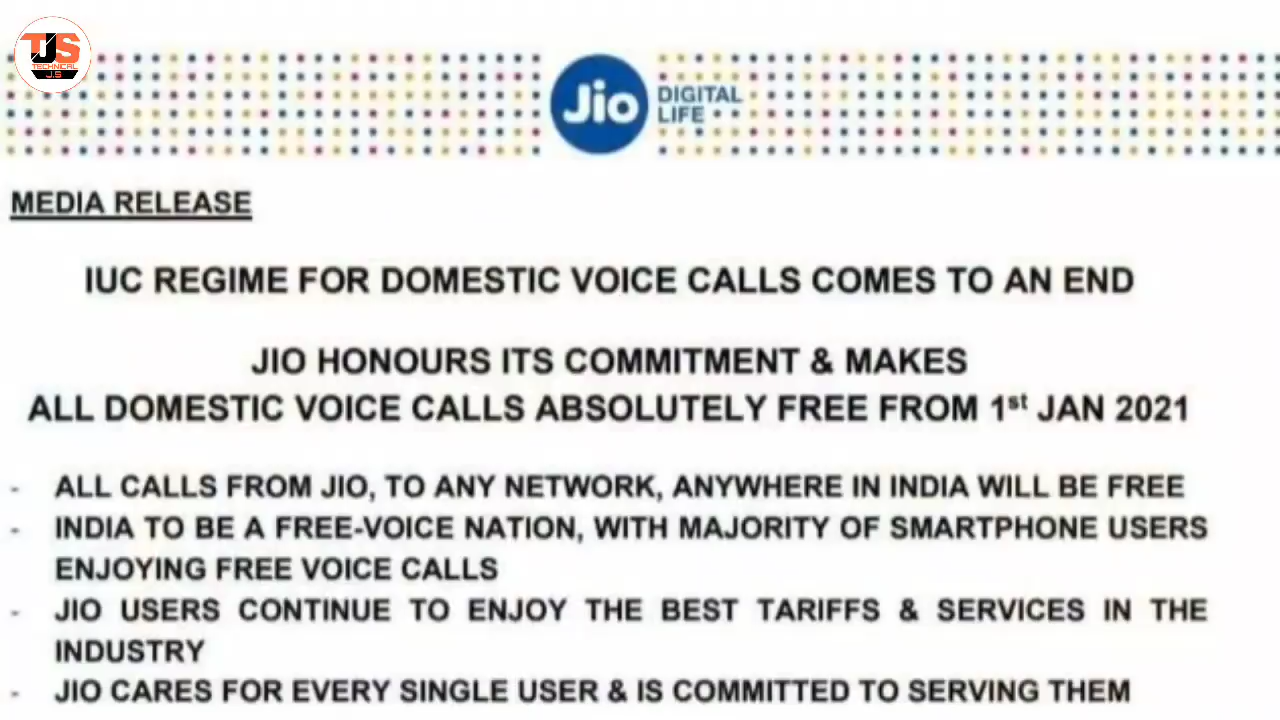 TJS
TECHNICAL
J.S
Jio
DIGITAL
LIFE
MEDIA RELEASE
IUC REGIME FOR DOMESTIC VOICE CALLS COMES TO AN END
JIO HONOURS ITS COMMITMENT & MAKES
ALL DOMESTIC VOICE CALLS ABSOLUTELY FREE FROM 1st JAN 2021
- ALL CALLS FROM JIO, TO ANY NETWORK, ANYWHERE IN INDIA WILL BE FREE
- INDIA TO BE A FREE-VOICE NATION, WITH MAJORITY OF SMARTPHONE USERS
ENJOYING FREE VOICE CALLS
- JIO USERS CONTINUE TO ENJOY THE BEST TARIFFS & SERVICES IN THE
INDUSTRY
- JIO CARES FOR EVERY SINGLE USER & IS COMMITTED TO SERVING THEM